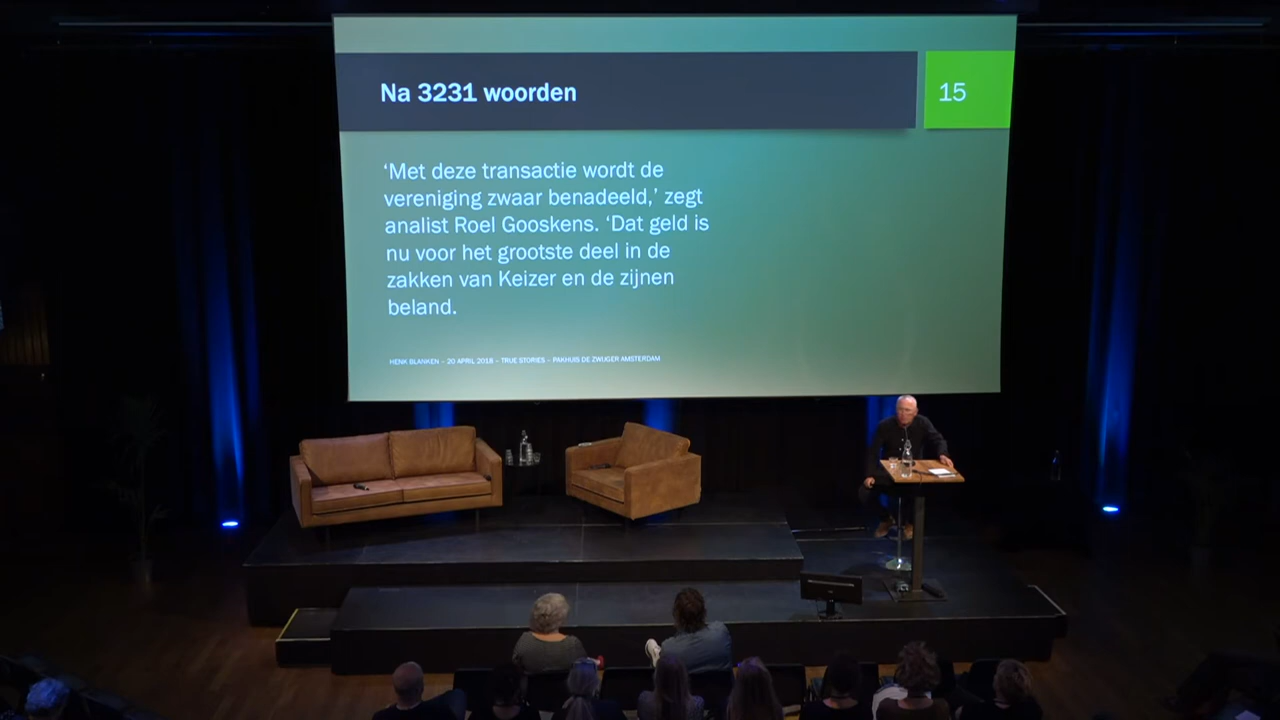 Na 3231 woorden
15
‘Met deze transactie wordt de
vereniging zwaar benadeeld,’ zegt
analist Roel Gooskens. ‘Dat geld is
nu voor het grootste deel in de
zakken van Keizer en de zijnen
beland.
HENK BLANKEN – 20 APRIL 2018 – TRUE STORIES – PAKHUIS DE ZWIJGER AMSTERDAM